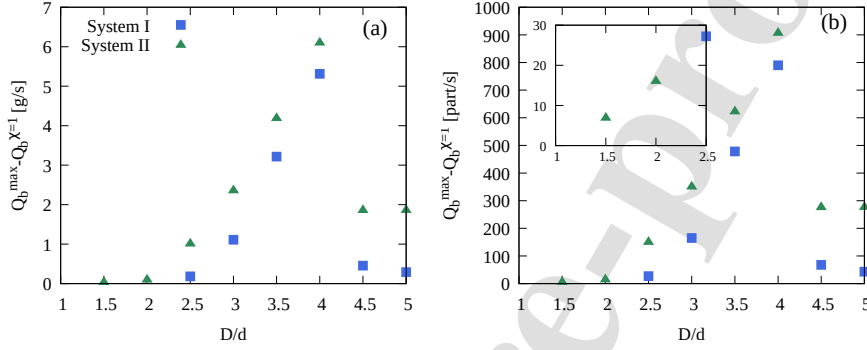 (a)
System I
System II
7
6
5
4
3
2
1
0
Q_b^max-Q_b^χ=1 [g/s]
1 1.5 2 2.5 3 3.5 4 4.5 5
D/d
(b)
1000
900
800
700
600
500
400
300
200
100
0
Q_b^max-Q_b^χ=1 [part/s]
30
20
10
0
1 1.5 2 2.5
1 1.5 2 2.5 3 3.5 4 4.5 5
D/d
re-pro